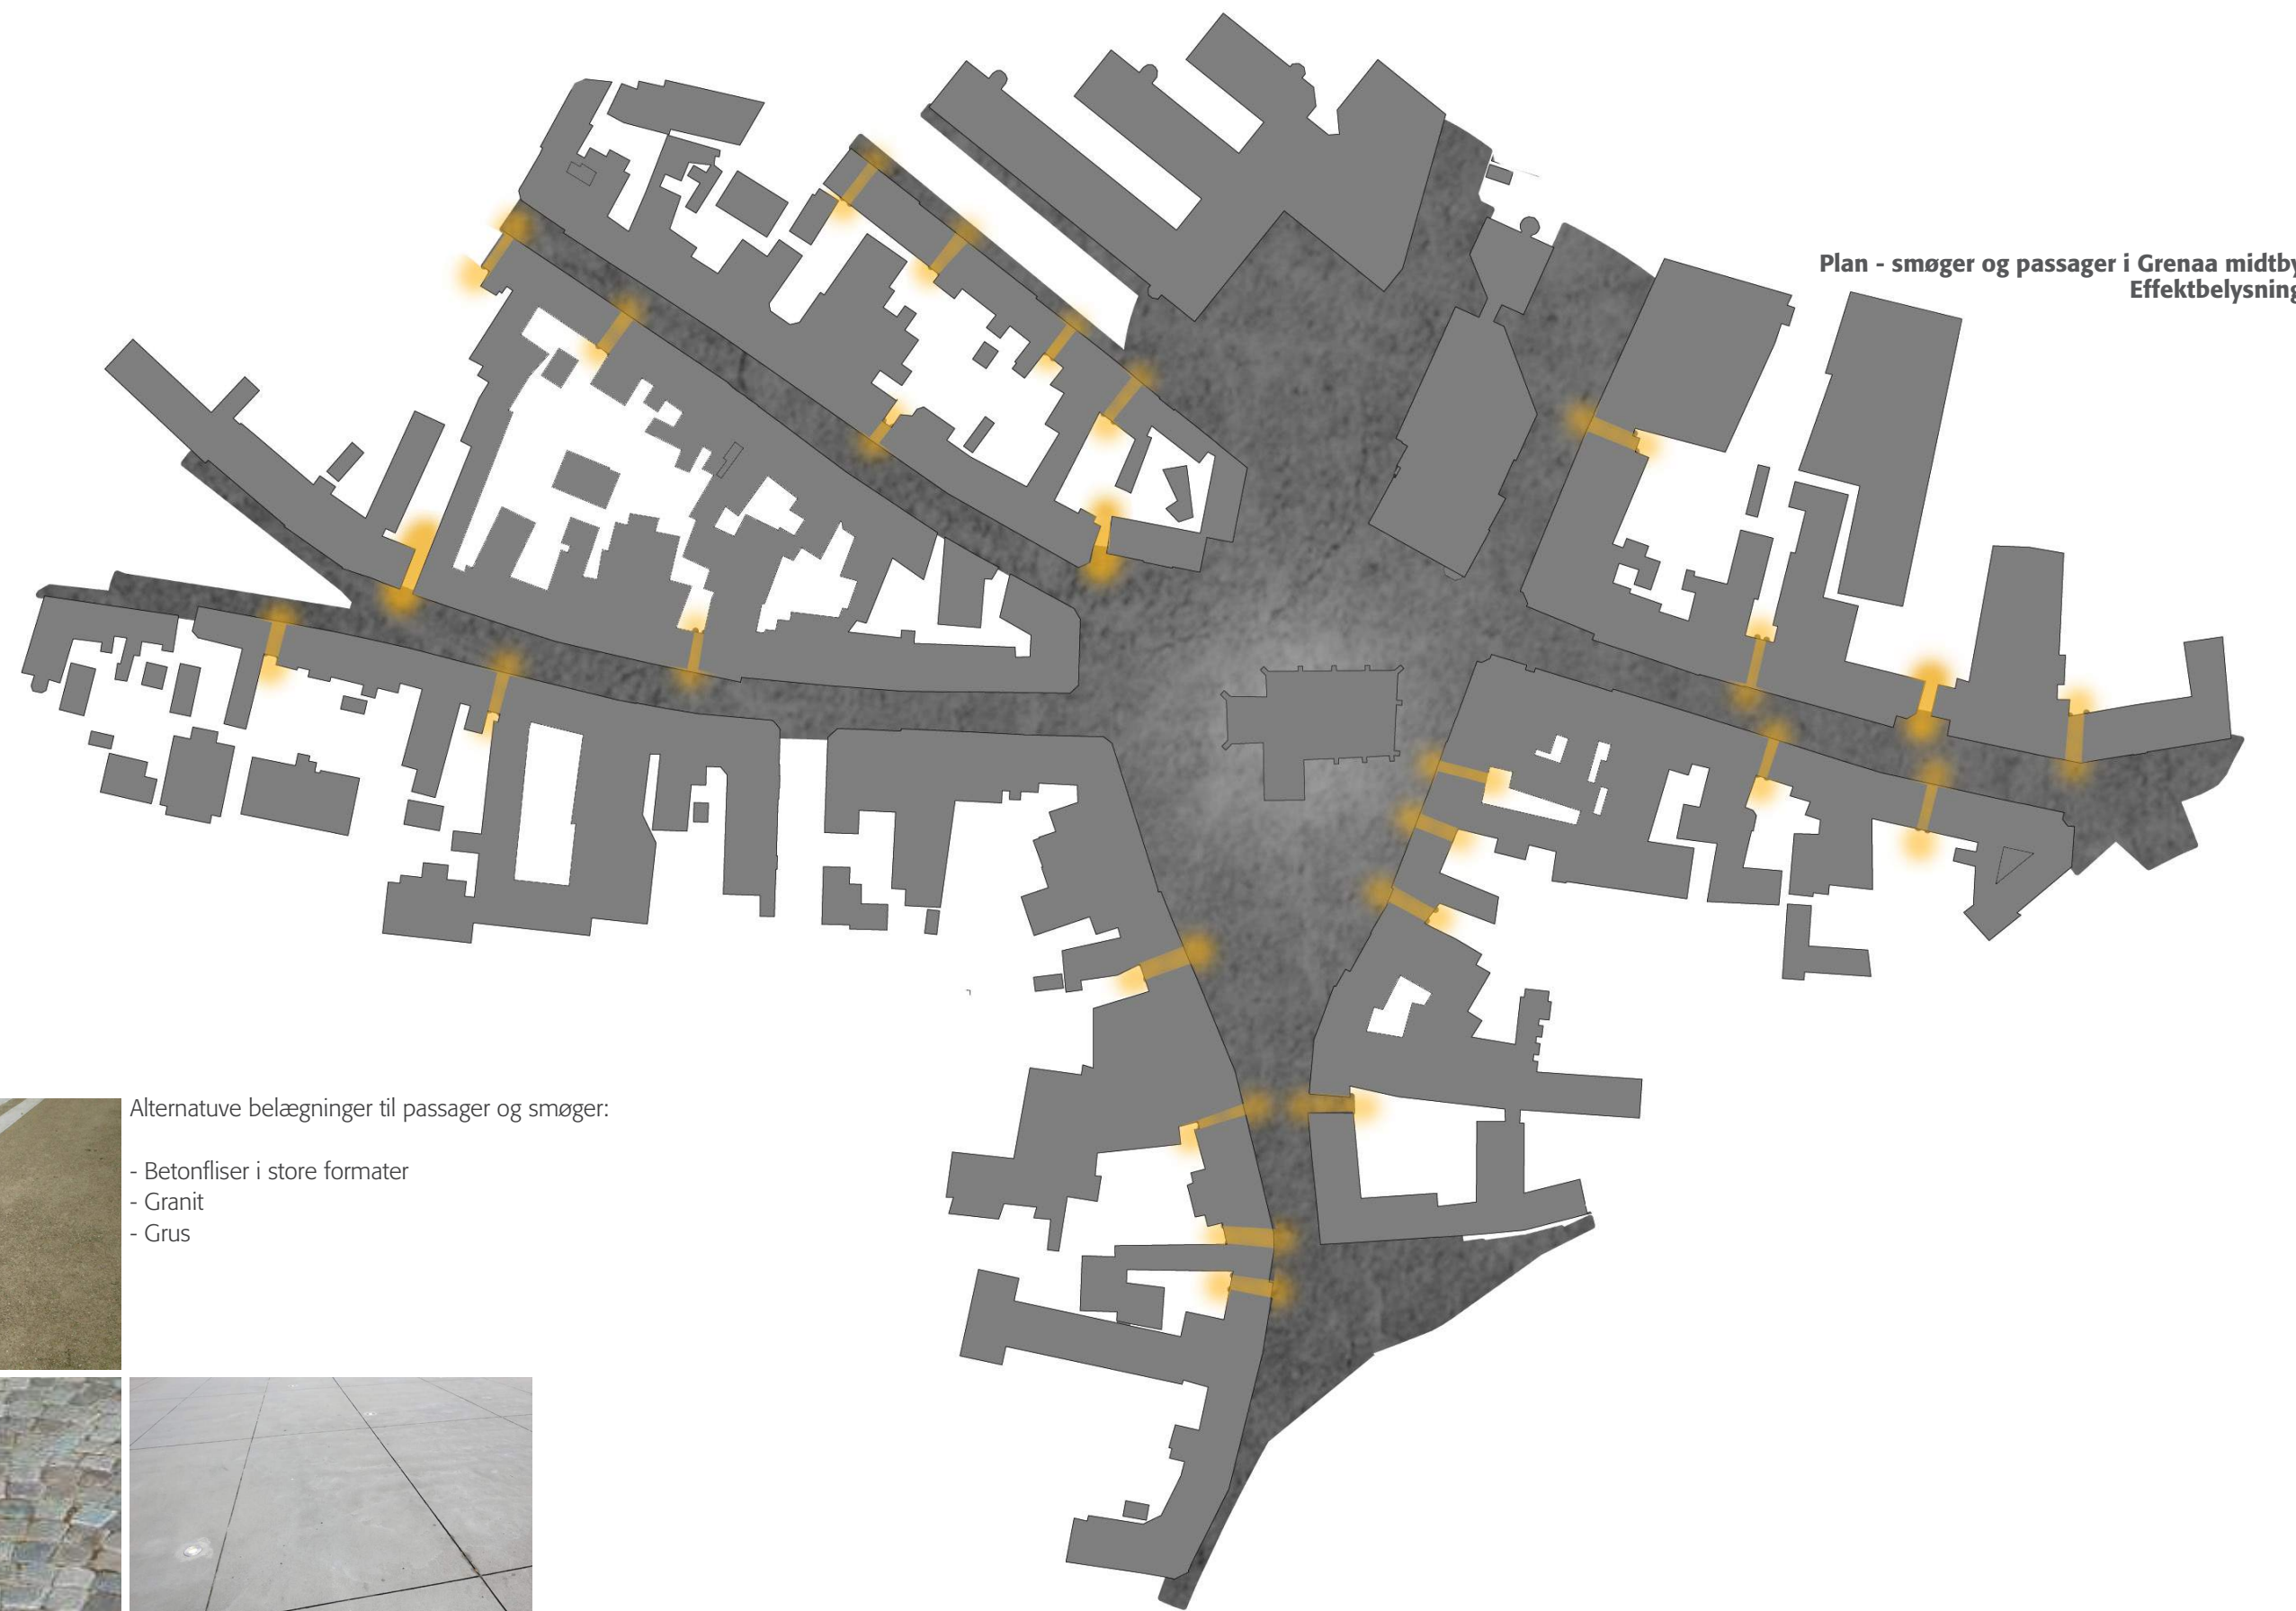 Plan - smøger og passager i Grenaa midtby
Effektbelysning
Alternatuve belægninger til passager og smøger:
- Betonfliser i store formater
- Granit
- Grus